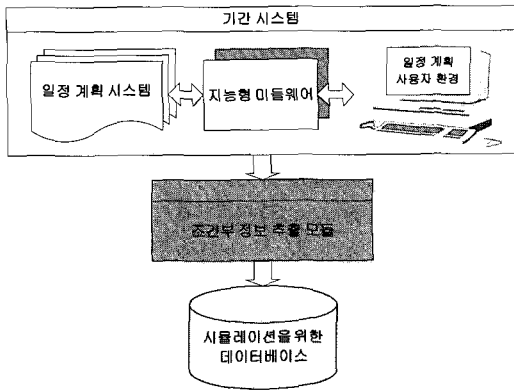 기간 시스템
일정 계획 시스템
지능형 미들웨어
일정 계획
사용자 환경
조건부 정보 추출 모듈
시뮬레이션을 위한
데이터베이스